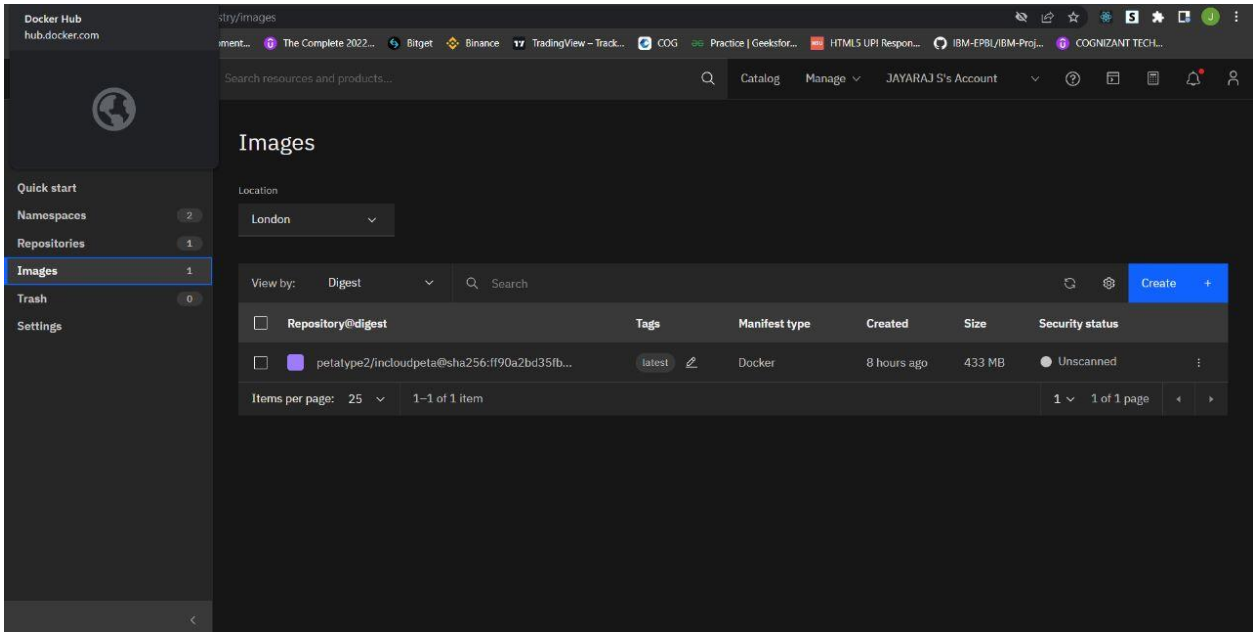 Docker Hub
hub.docker.com
stry/images
ment...
The Complete 2022...
Bitget
Binance
TradingView – Track...
COG
Practice | Geeksfor...
HTML5 UP! Respon...
IBM-EPBL/IBM-Proj...
COGNIZANT TECH...
Search resources and products...
Catalog
Manage
JAYARAJ S's Account
Images
Quick start
Namespaces 2
Repositories 1
Images 1
Trash 0
Settings
Location
London
View by: Digest
Search
Create +
Repository@digest Tags Manifest type Created Size Security status
petatype2/incloudpeta@sha256:ff90a2bd35fb... latest Docker 8 hours ago 433 MB Unscanned
Items per page: 25 1–1 of 1 item 1 1 of 1 page